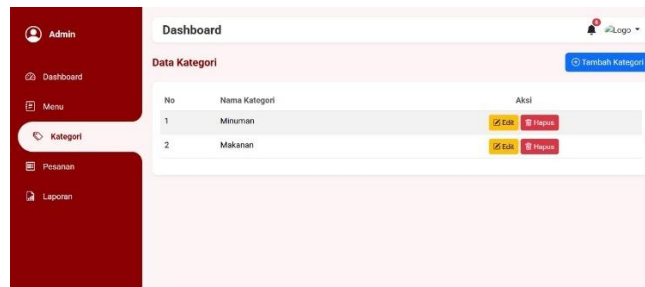 Admin
Dashboard
Menu
Kategori
Pesanan
Laporan
Dashboard
Logo
Data Kategori
Tambah Kategori
No Nama Kategori Aksi
1 Minuman Edit Hapus
2 Makanan Edit Hapus